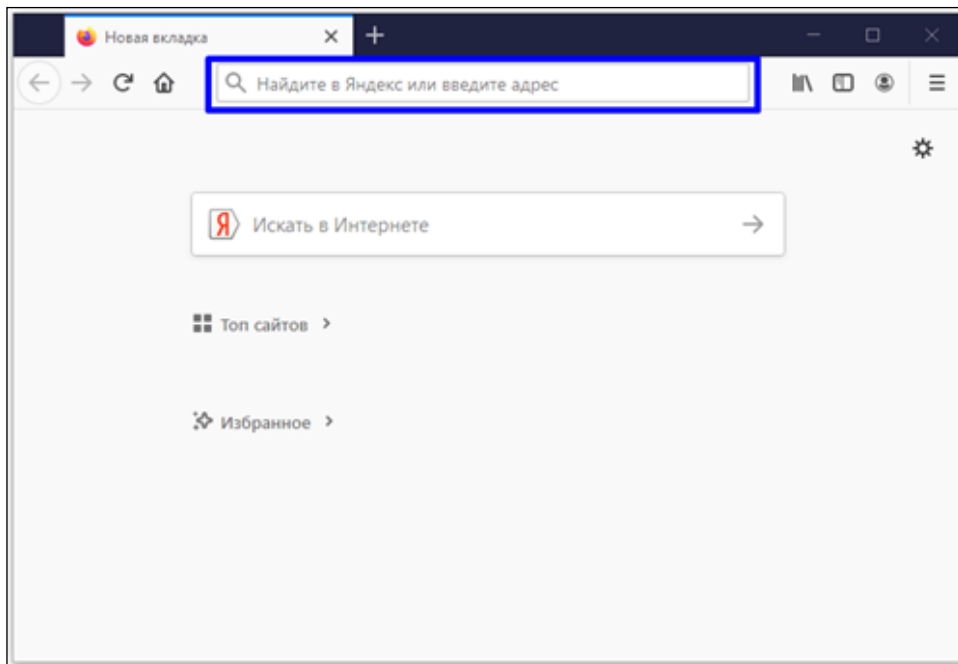 Новая вкладка
Найдите в Яндекс или введите адрес
Я Искать в Интернете
Топ сайтов
Избранное